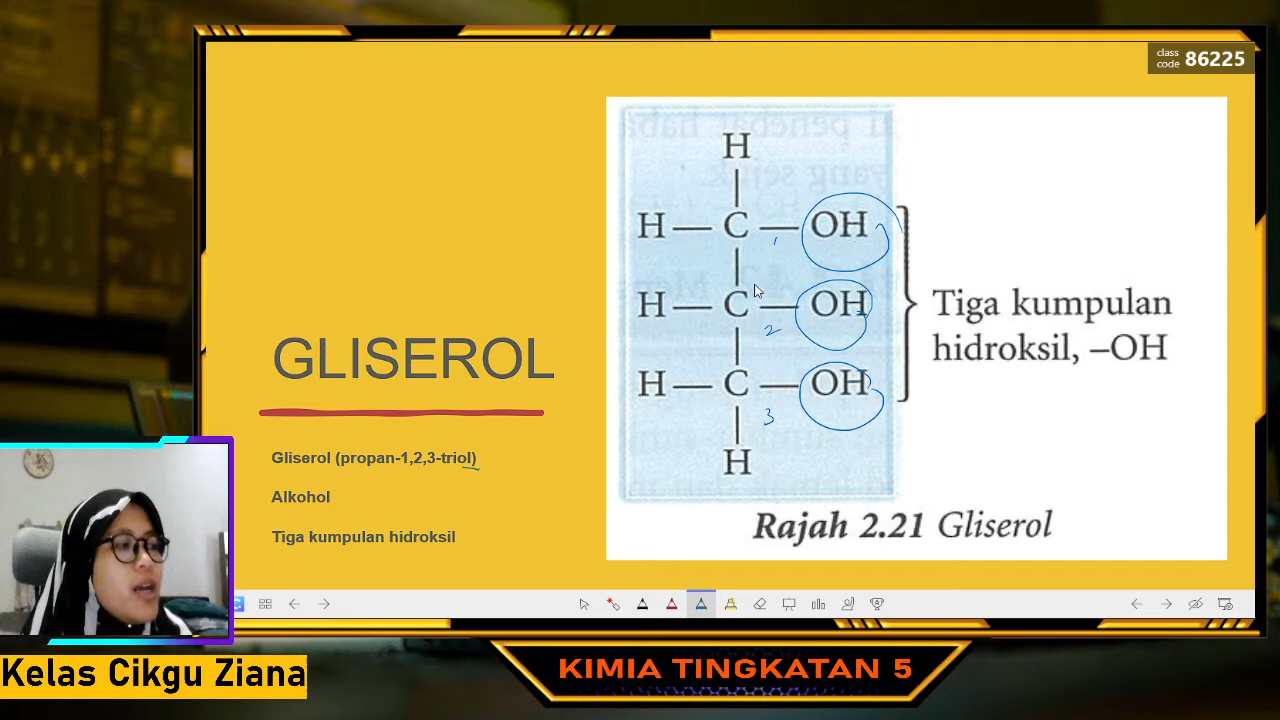 class
code 86225
GLISEROL
Gliserol (propan-1,2,3-triol)
Alkohol
Tiga kumpulan hidroksil
H
H — C — OH
1
H — C — OH
2
H — C — OH
3
H
Tiga kumpulan
hidroksil, –OH
Rajah 2.21 Gliserol
Kelas Cikgu Ziana
KIMIA TINGKATAN 5